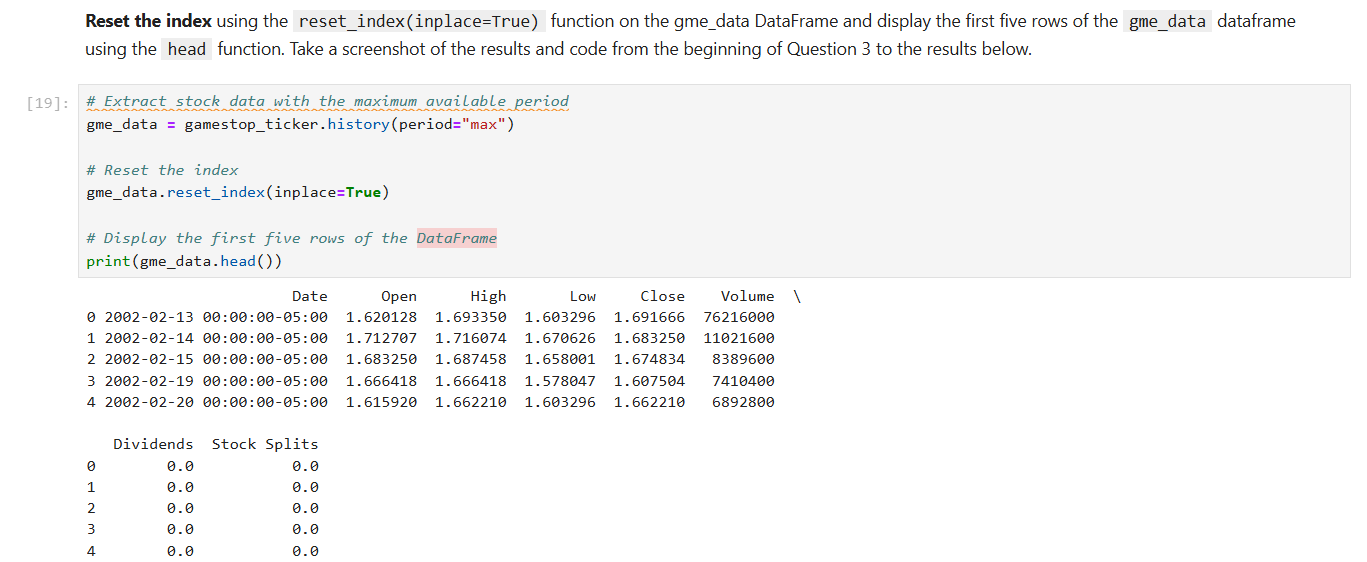 Reset the index using the reset_index(inplace=True) function on the gme_data DataFrame and display the first five rows of the gme_data dataframe
using the head function. Take a screenshot of the results and code from the beginning of Question 3 to the results below.
[19]: # Extract stock data with the maximum available period
gme_data = gamestop_ticker.history(period="max")
# Reset the index
gme_data.reset_index(inplace=True)
# Display the first five rows of the DataFrame
print(gme_data.head())
Date Open High Low Close Volume \
0 2002-02-13 00:00:00-05:00 1.620128 1.693350 1.603296 1.691666 76216000
1 2002-02-14 00:00:00-05:00 1.712707 1.716074 1.670626 1.683250 11021600
2 2002-02-15 00:00:00-05:00 1.683250 1.687458 1.658001 1.674834 8389600
3 2002-02-19 00:00:00-05:00 1.666418 1.666418 1.578047 1.607504 7410400
4 2002-02-20 00:00:00-05:00 1.615920 1.662210 1.603296 1.662210 6892800
Dividends Stock Splits
0 0.0 0.0
1 0.0 0.0
2 0.0 0.0
3 0.0 0.0
4 0.0 0.0